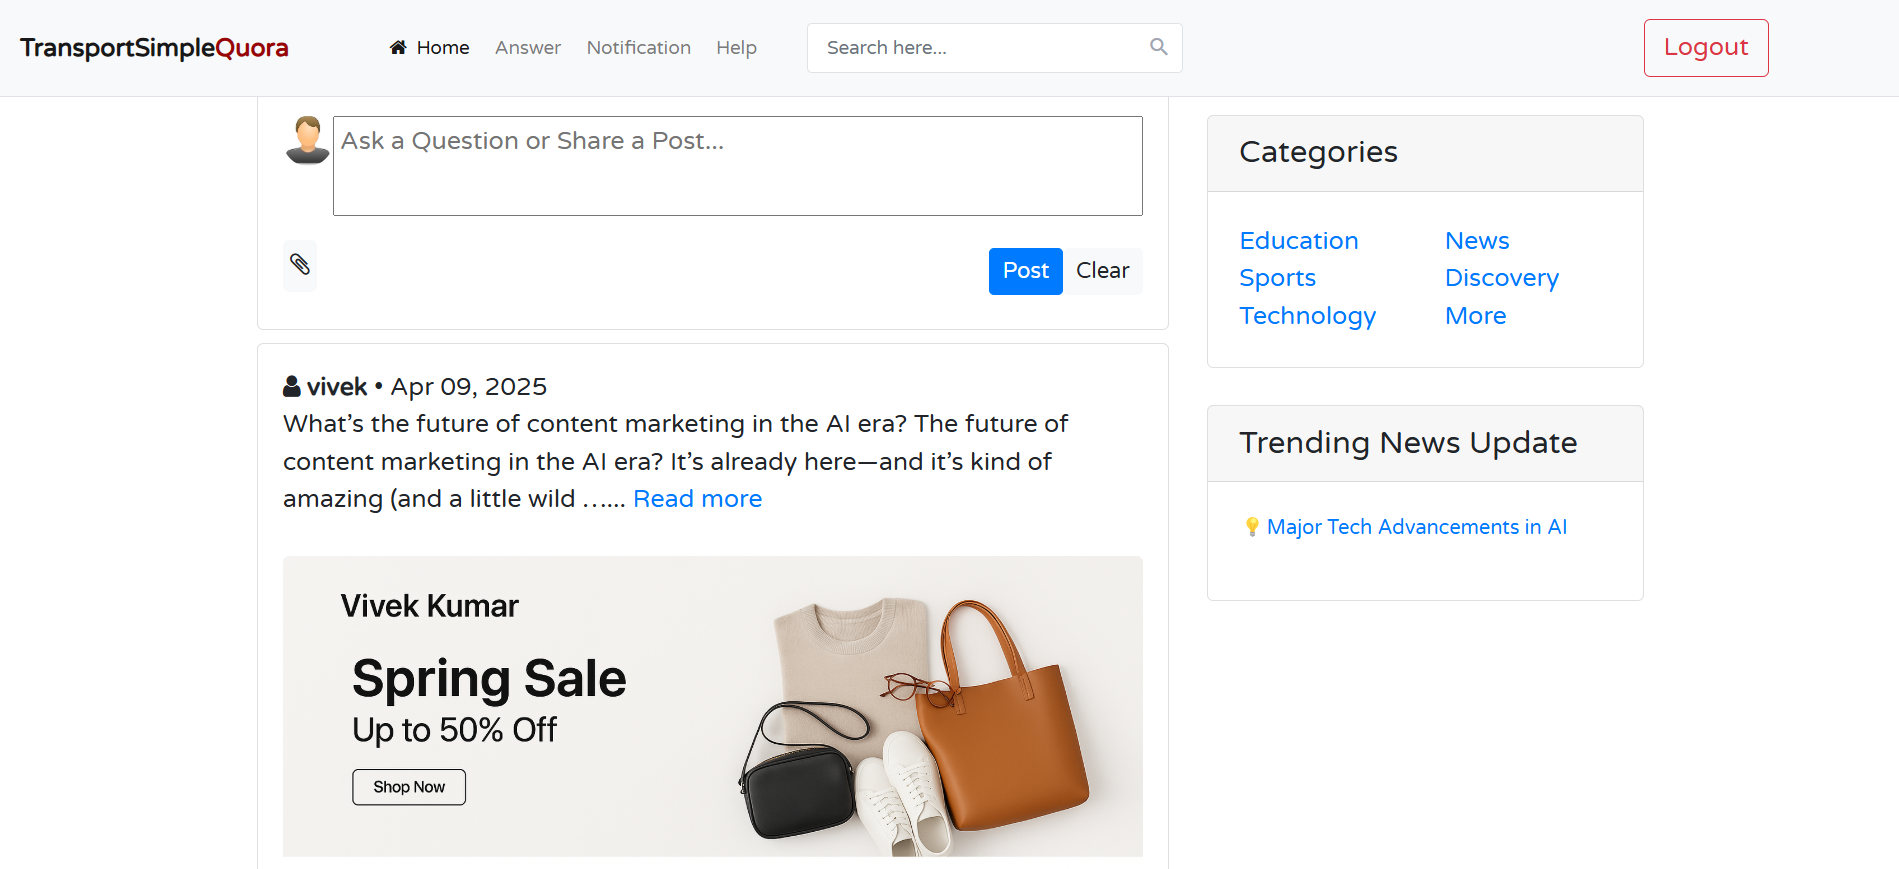 TransportSimpleQuora
Home
Answer
Notification
Help
Search here...
Logout
Ask a Question or Share a Post...
Post
Clear
vivek • Apr 09, 2025
What’s the future of content marketing in the AI era? The future of
content marketing in the AI era? It’s already here—and it’s kind of
amazing (and a little wild …... Read more
Vivek Kumar
Spring Sale
Up to 50% Off
Shop Now
Categories
Education
Sports
Technology
News
Discovery
More
Trending News Update
Major Tech Advancements in AI